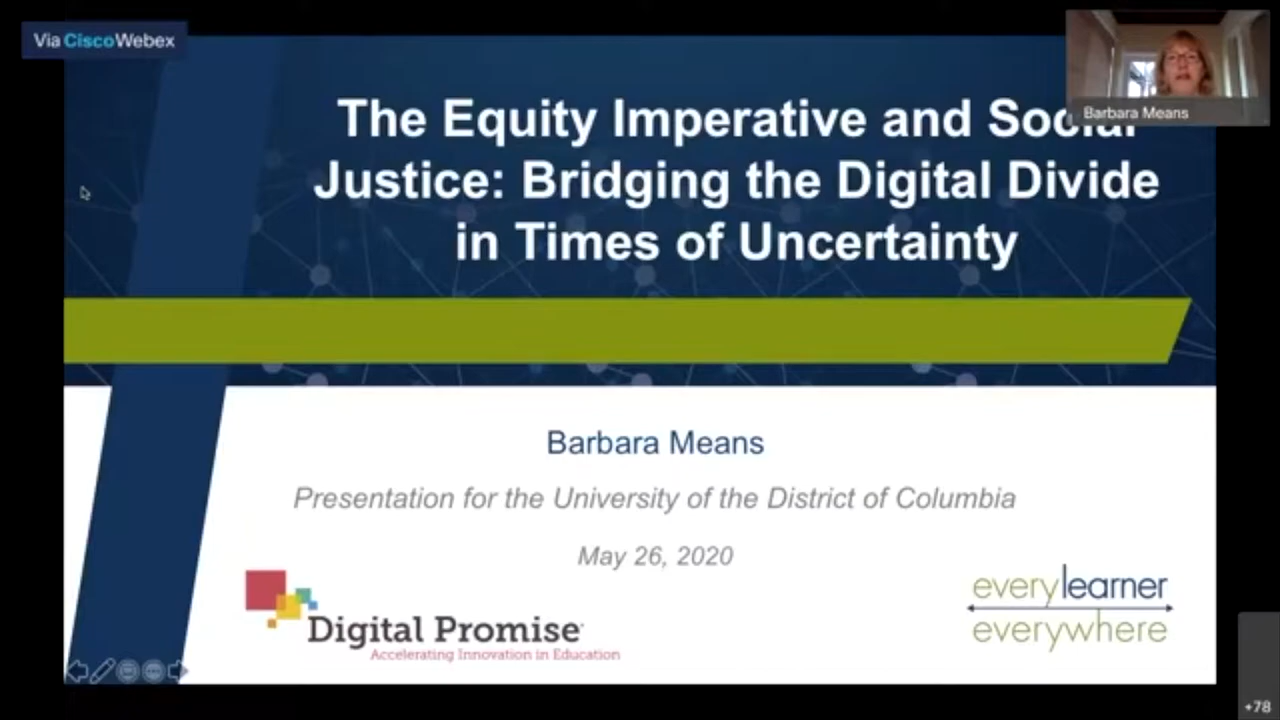 Via CiscoWebex
The Equity Imperative and Social
Justice: Bridging the Digital Divide
in Times of Uncertainty
Barbara Means
Barbara Means
Presentation for the University of the District of Columbia
May 26, 2020
Digital Promise
Accelerating Innovation in Education
everylearner
everywhere
+78